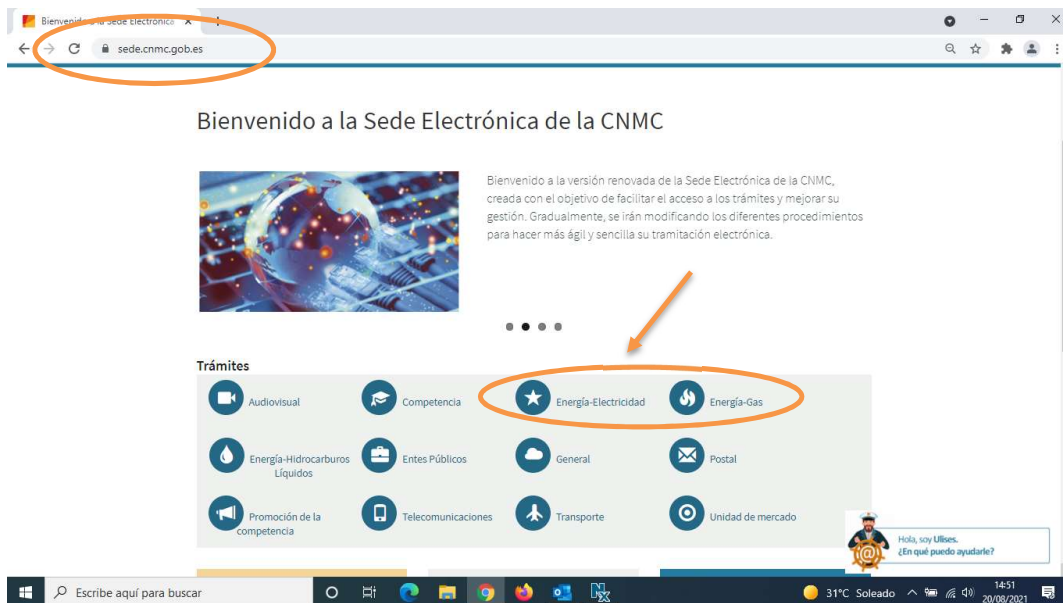 Bienvenido a la Sede Electrónica
sede.cnmc.gob.es
Bienvenido a la Sede Electrónica de la CNMC
Bienvenido a la versión renovada de la Sede Electrónica de la CNMC,
creada con el objetivo de facilitar el acceso a los trámites y mejorar su
gestión. Gradualmente, se irán modificando los diferentes procedimientos
para hacer más ágil y sencilla su tramitación electrónica.
Trámites
Audiovisual
Competencia
Energía-Electricidad
Energía-Gas
Energía-Hidrocarburos
Líquidos
Entes Públicos
General
Postal
Promoción de la
competencia
Telecomunicaciones
Transporte
Unidad de mercado
Hola, soy Ulises.
¿En qué puedo ayudarle?
Escribe aquí para buscar
31°C Soleado
14:51
20/08/2021